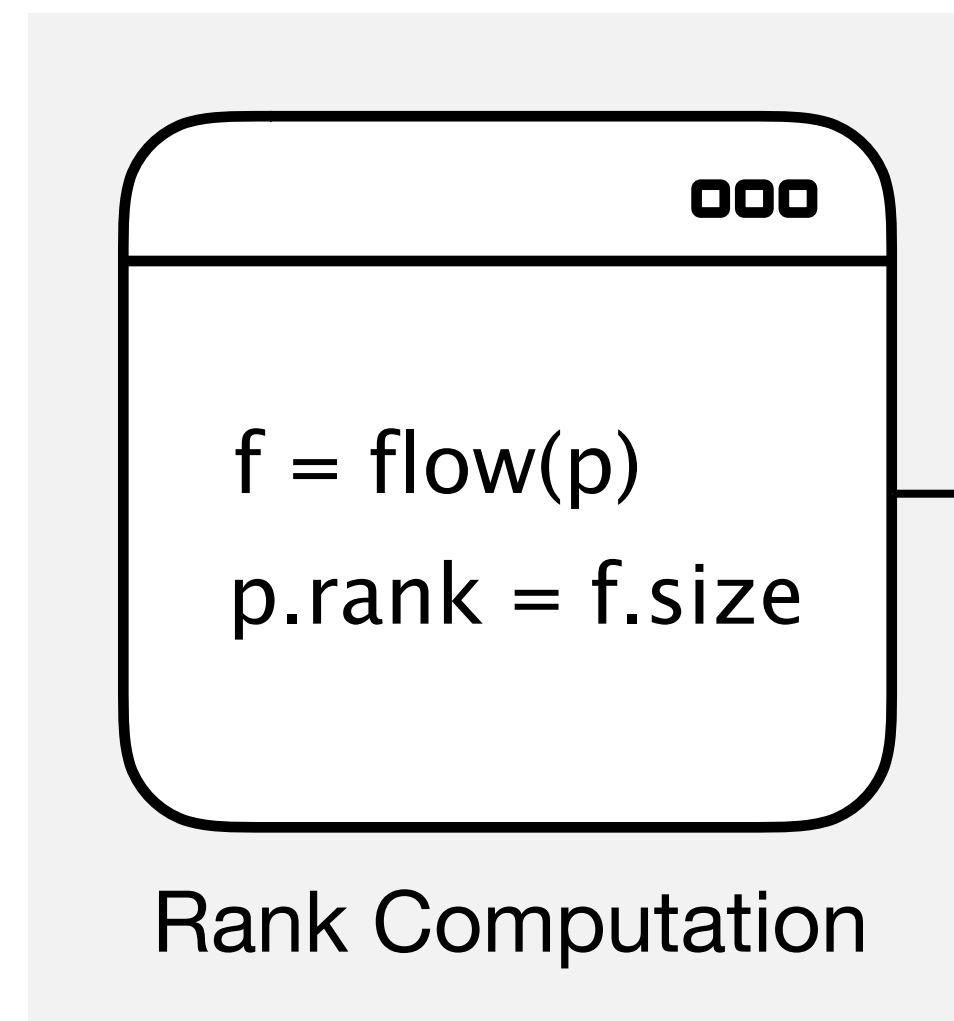 f = flow(p)
p.rank = f.size
Rank Computation